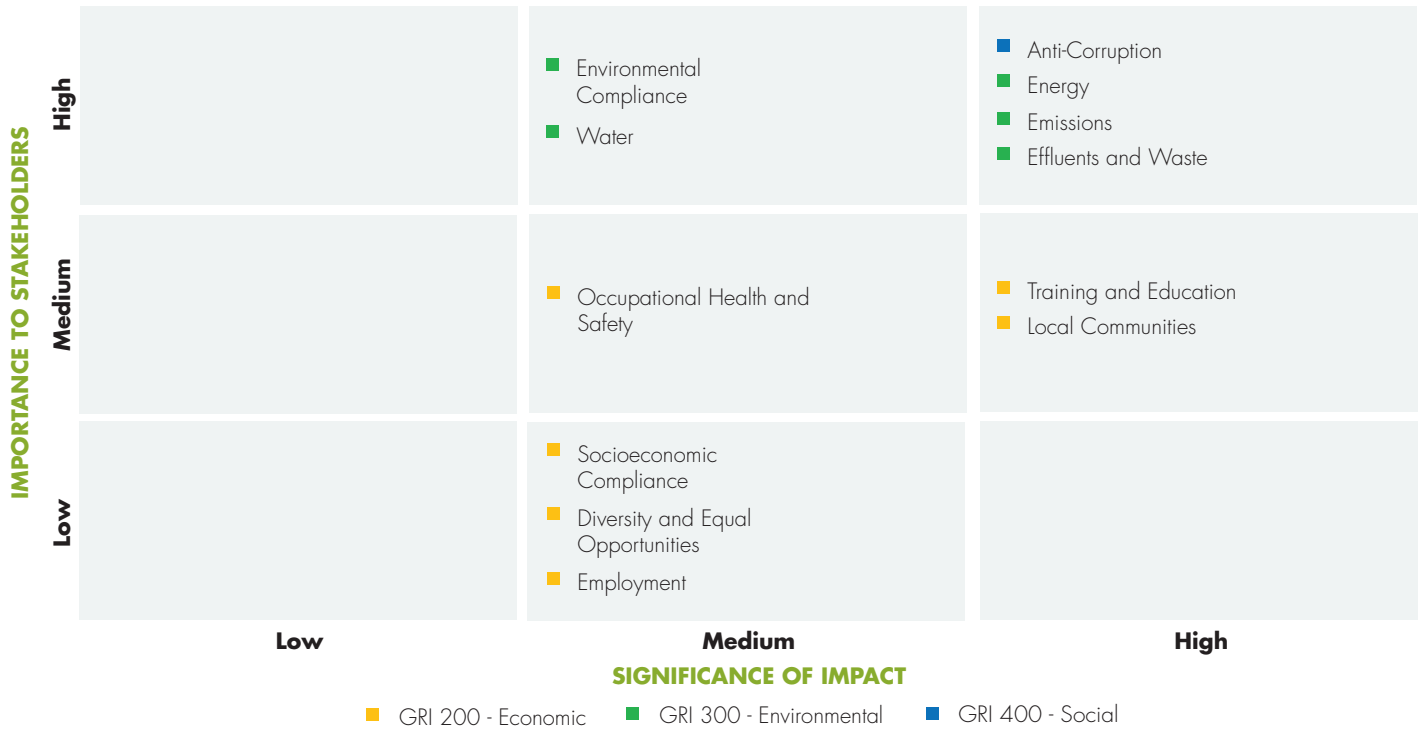 IMPORTANCE TO STAKEHOLDERS
High
Environmental
Compliance
Water
Anti-Corruption
Energy
Emissions
Effluents and Waste
Medium
Occupational Health and
Safety
Training and Education
Local Communities
Low
Socioeconomic
Compliance
Diversity and Equal
Opportunities
Employment
Low
Medium
High
SIGNIFICANCE OF IMPACT
GRI 200 - Economic
GRI 300 - Environmental
GRI 400 - Social